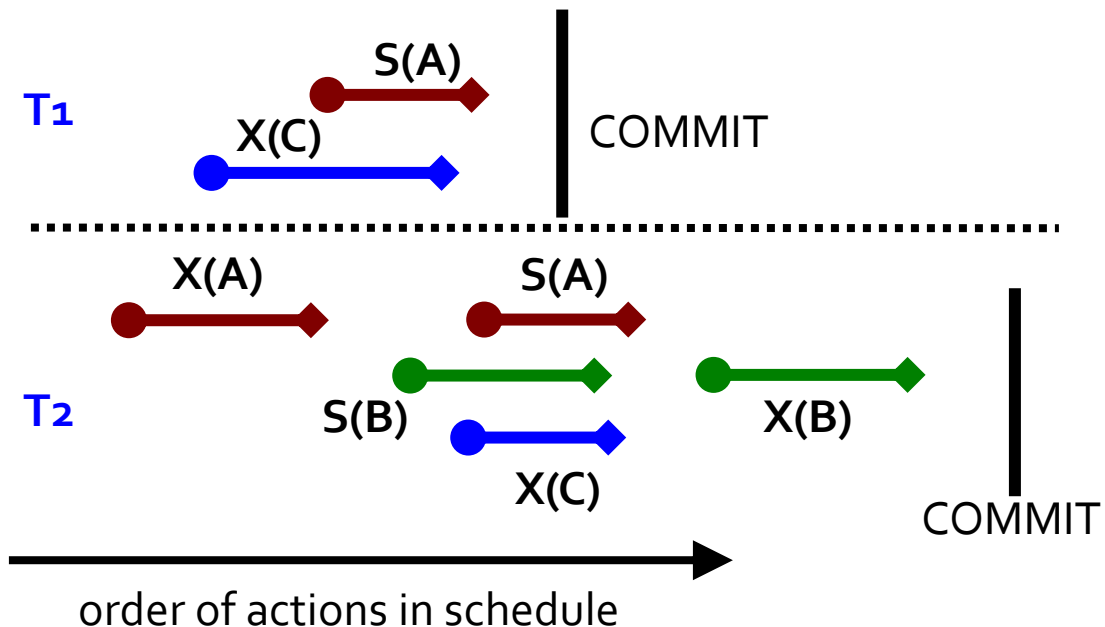 S(A)
T1
X(C)
COMMIT
X(A)
S(A)
T2
S(B)
X(B)
X(C)
COMMIT
order of actions in schedule